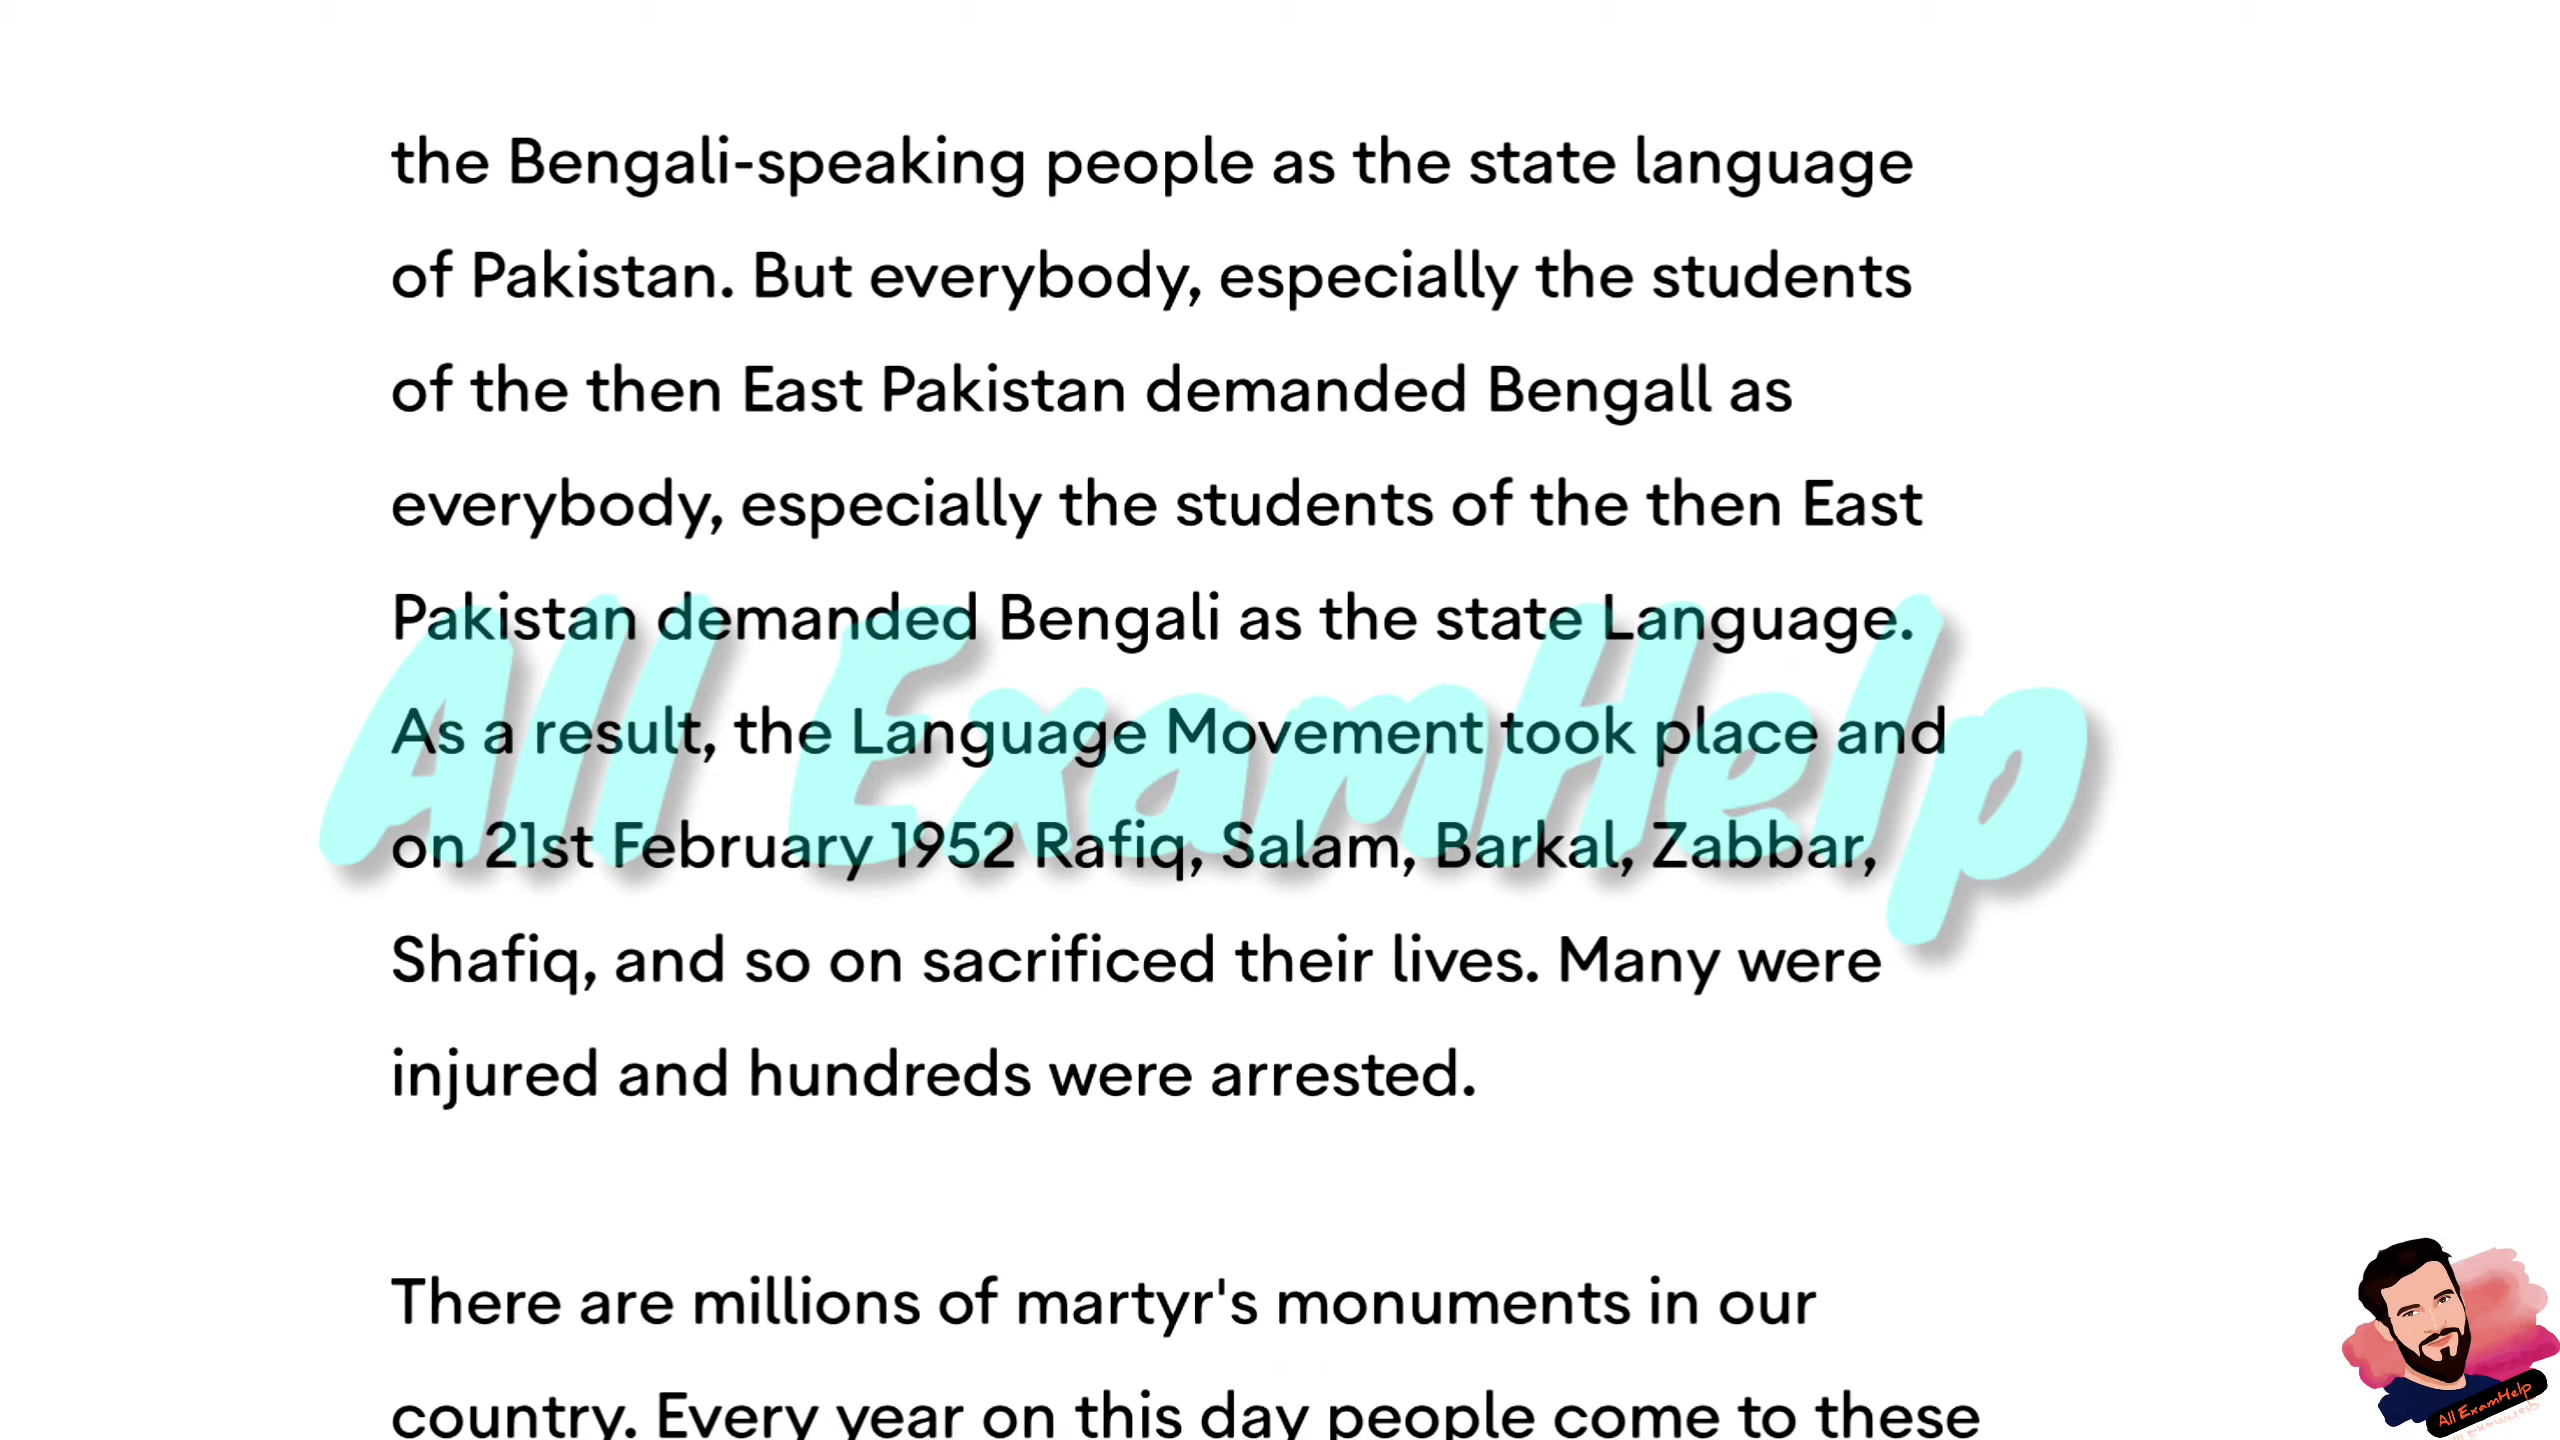 the Bengali-speaking people as the state language
of Pakistan. But everybody, especially the students
of the then East Pakistan demanded Bengall as
everybody, especially the students of the then East
Pakistan demanded Bengali as the state Language.
As a result, the Language Movement took place and
on 21st February 1952 Rafiq, Salam, Barkal, Zabbar,
Shafiq, and so on sacrificed their lives. Many were
injured and hundreds were arrested.
There are millions of martyr's monuments in our
country. Every year on this day people come to these
All ExamHelp
All ExamHelp